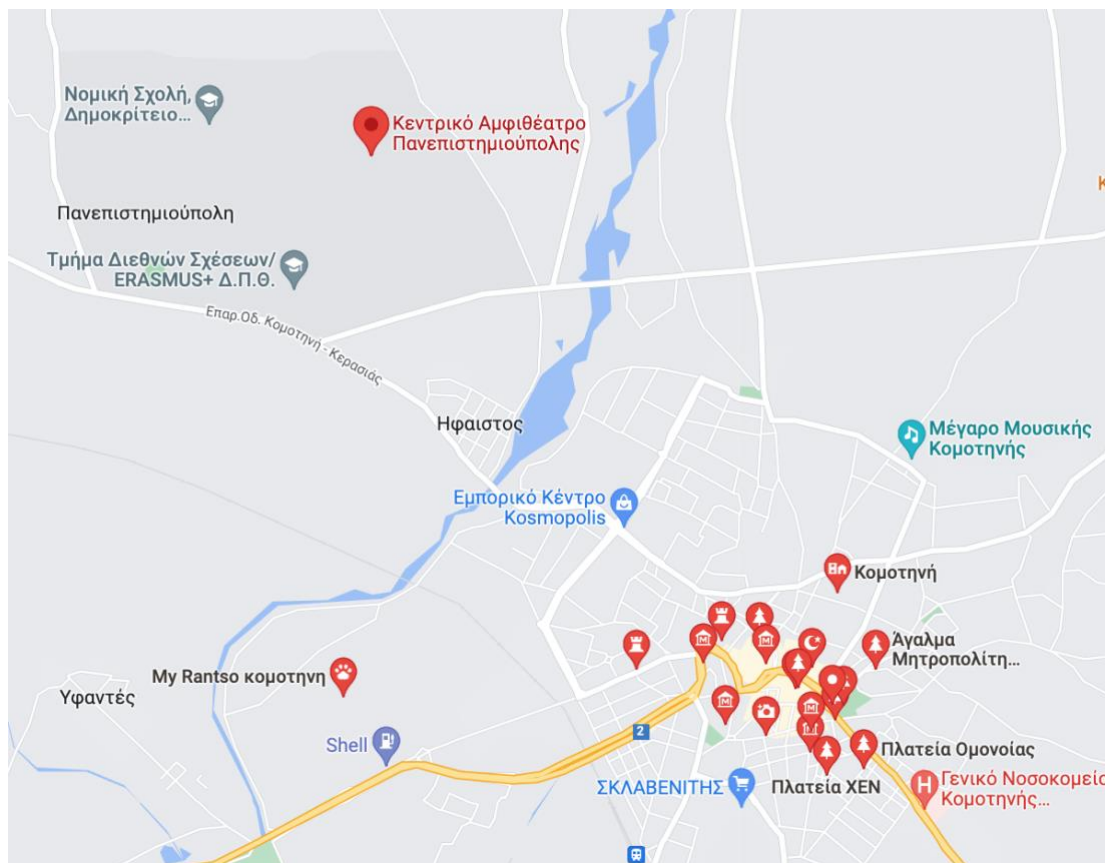 Νομική Σχολή,
Δημοκρίτειο...
Κεντρικό Αμφιθέατρο
Πανεπιστημιούπολης
Κ
Πανεπιστημιούπολη
Τμήμα Διεθνών Σχέσεων/
ERASMUS+ Δ.Π.Θ.
Επαρ.Οδ. Κομοτηνή - Κερασιάς
Ηφαιστος
Μέγαρο Μουσικής
Κομοτηνής
Εμπορικό Κέντρο
Kosmopolis
Κομοτηνή
Άγαλμα
Μητροπολίτη...
My Rantso κομοτηνη
Υφαντές
Shell
2
Πλατεία Ομονοίας
ΣΚΛΑΒΕΝΙΤΗΣ
Πλατεία ΧΕΝ
Γενικό Νοσοκομείο
Κομοτηνής...